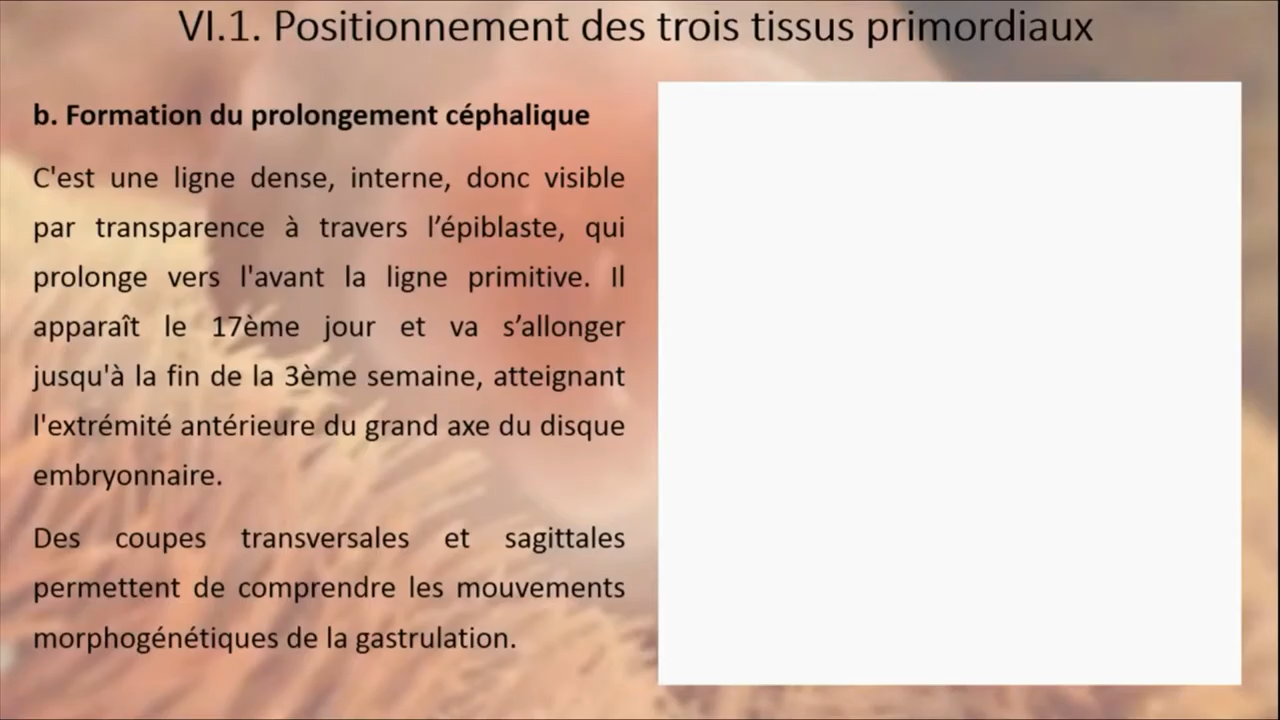 VI.1. Positionnement des trois tissus primordiaux
b. Formation du prolongement céphalique
C'est une ligne dense, interne, donc visible
par transparence à travers l’épiblaste, qui
prolonge vers l'avant la ligne primitive. Il
apparaît le 17ème jour et va s’allonger
jusqu'à la fin de la 3ème semaine, atteignant
l'extrémité antérieure du grand axe du disque
embryonnaire.
Des coupes transversales et sagittales
permettent de comprendre les mouvements
morphogénétiques de la gastrulation.